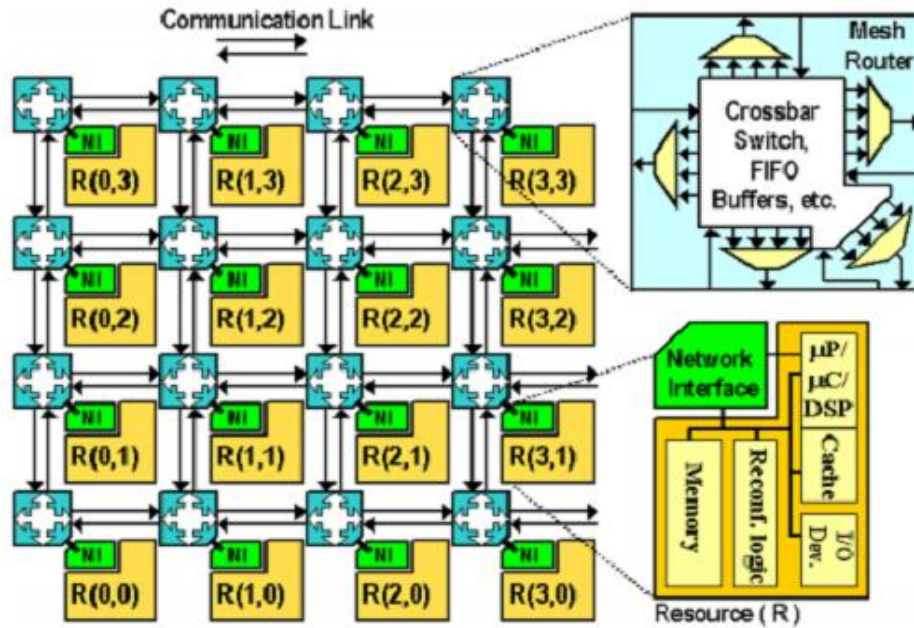 Communication Link
Mesh
Router
Crossbar
Switch,
FIFO
Buffers, etc.
NI NI NI NI
R(0,3) R(1,3) R(2,3) R(3,3)
NI NI NI NI
R(0,2) R(1,2) R(2,2) R(3,2)
NI NI NI NI
R(0,1) R(1,1) R(2,1) R(3,1)
NI NI NI NI
R(0,0) R(1,0) R(2,0) R(3,0)
Network
Interface
µP/
µC/
DSP
Cache
Memory
Reconf. logic
I/O
Dev.
Resource ( R )